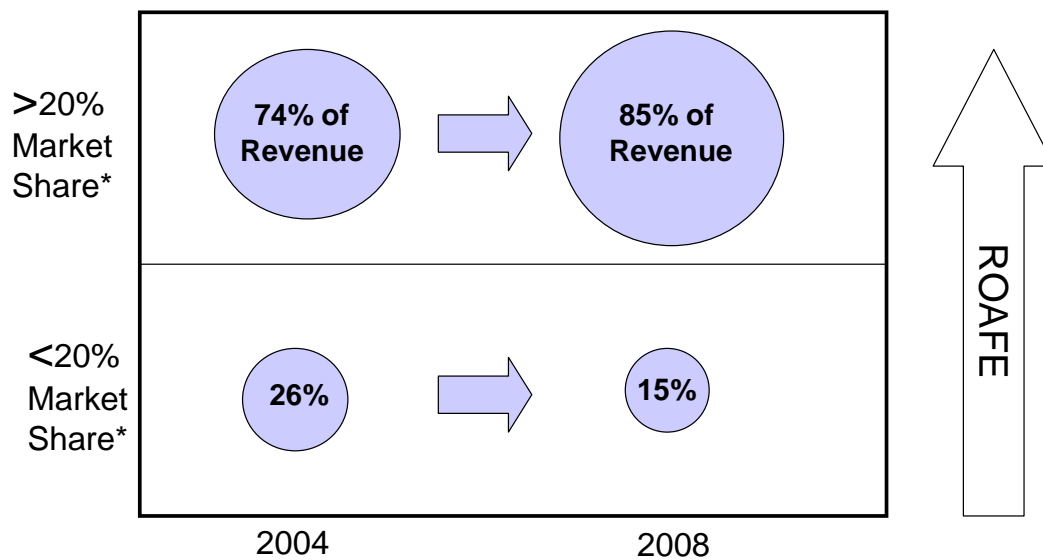 >20%
Market
Share*
74% of
Revenue
85% of
Revenue
<20%
Market
Share*
26%
15%
ROAFE
2004
2008